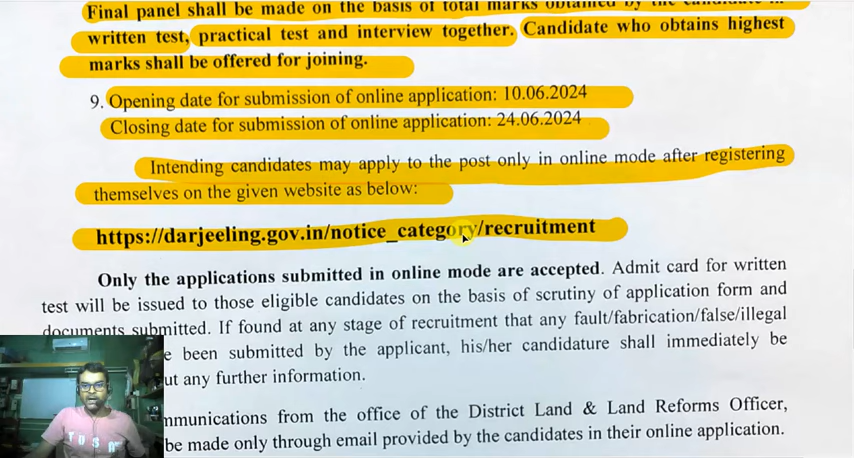 Final panel shall be made on the basis of total marks obtained by the candidate in
written test, practical test and interview together. Candidate who obtains highest
marks shall be offered for joining.
9. Opening date for submission of online application: 10.06.2024
Closing date for submission of online application: 24.06.2024
Intending candidates may apply to the post only in online mode after registering
themselves on the given website as below:
https://darjeeling.gov.in/notice_category/recruitment
Only the applications submitted in online mode are accepted. Admit card for written
test will be issued to those eligible candidates on the basis of scrutiny of application form and
documents submitted. If found at any stage of recruitment that any fault/fabrication/false/illegal
e been submitted by the applicant, his/her candidature shall immediately be
ut any further information.
mmunications from the office of the District Land & Land Reforms Officer,
be made only through email provided by the candidates in their online application.